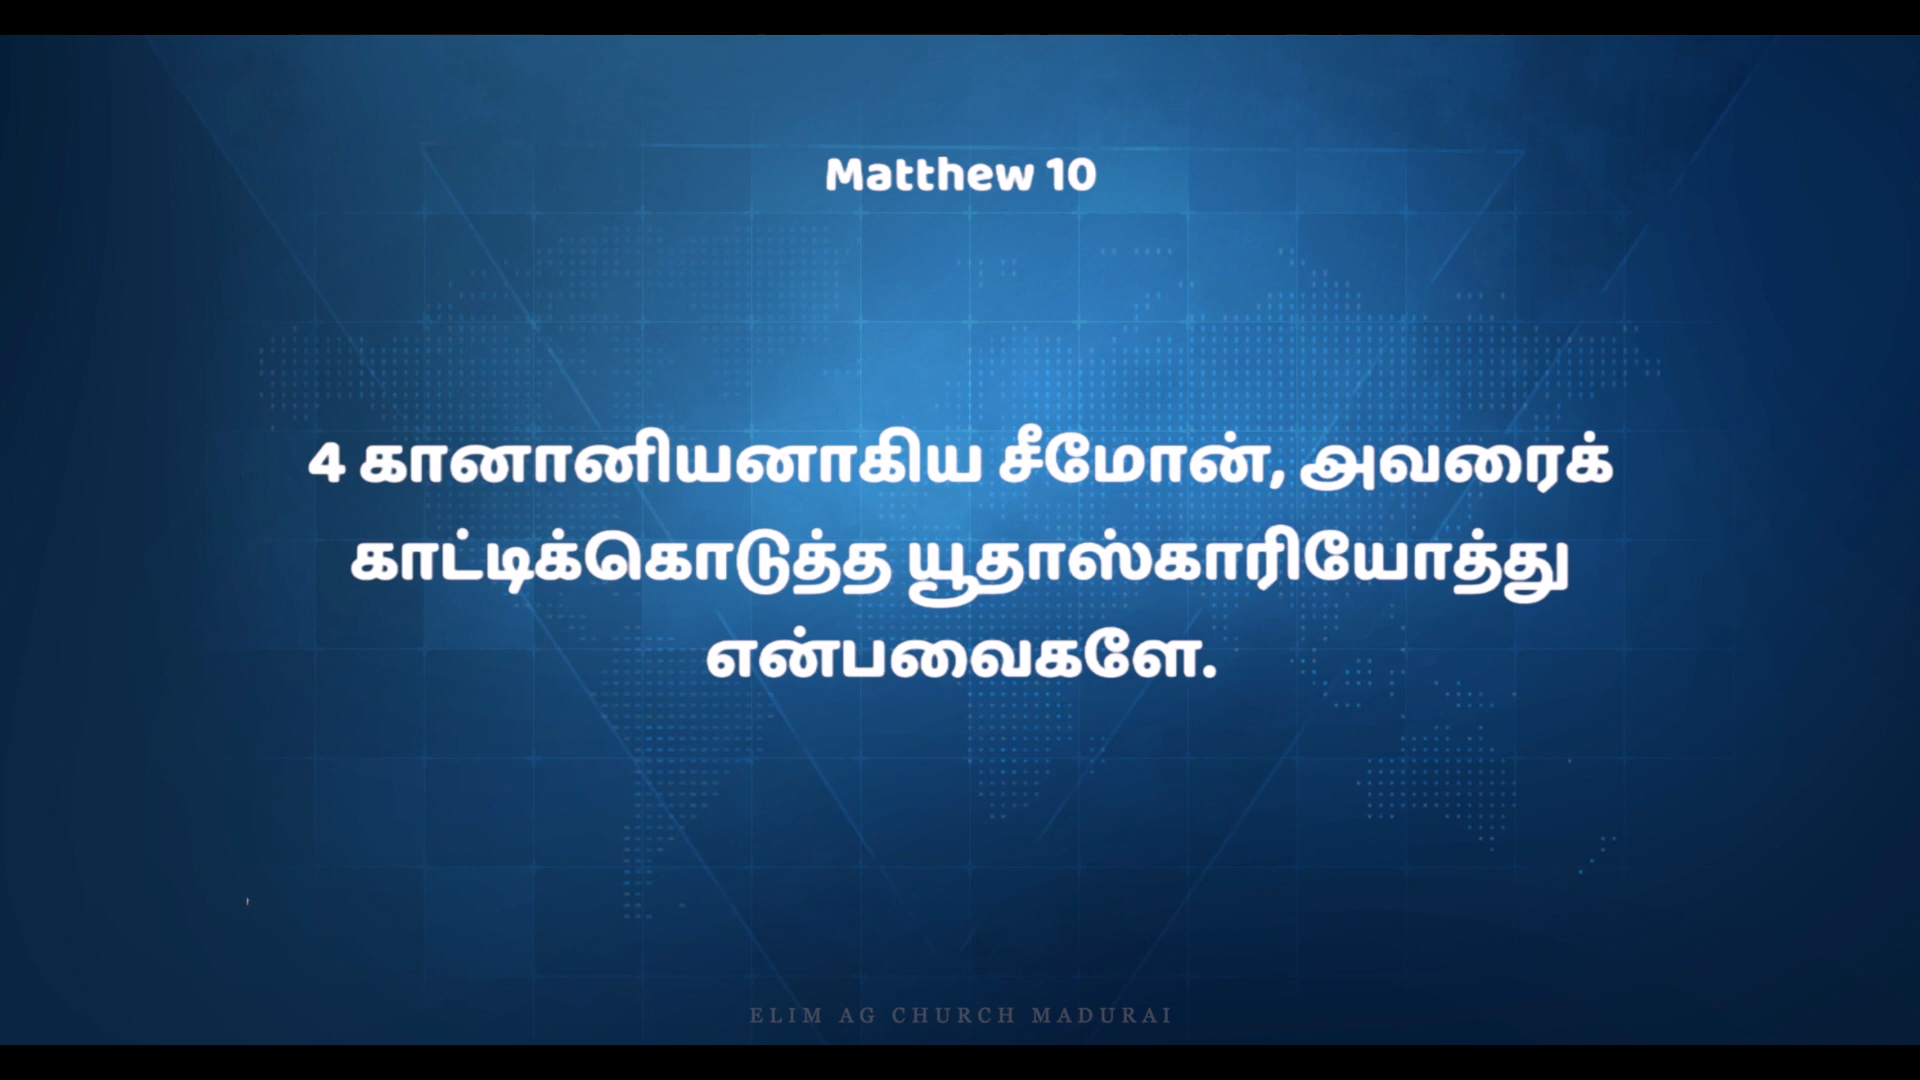 Matthew 10
4 கானானியனாகிய சீமோன், அவரைக்
காட்டிக்கொடுத்த யூதாஸ்காரியோத்து
என்பவைகளே.
ELIM AG CHURCH MADURAI